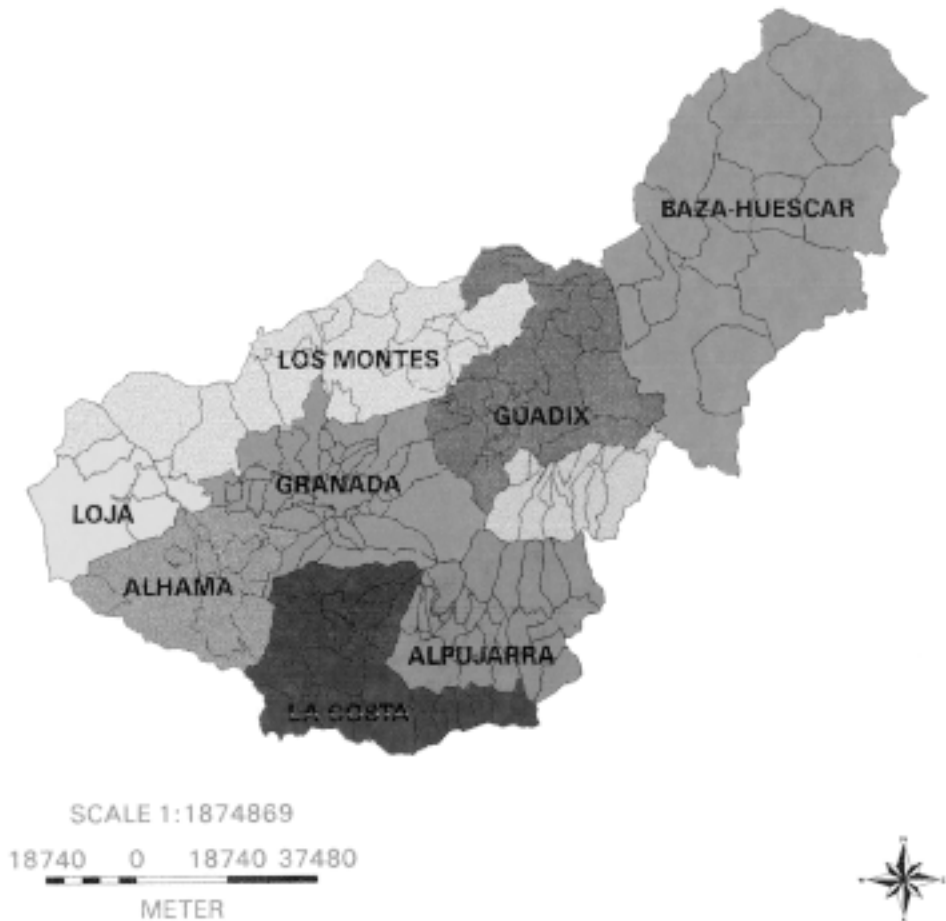 BAZA-HUESCAR
LOS MONTES
GUADIX
GRANADA
LOJA
ALHAMA
ALPUJARRA
LA COSTA
SCALE 1:1874869
18740 0 18740 37480
METER